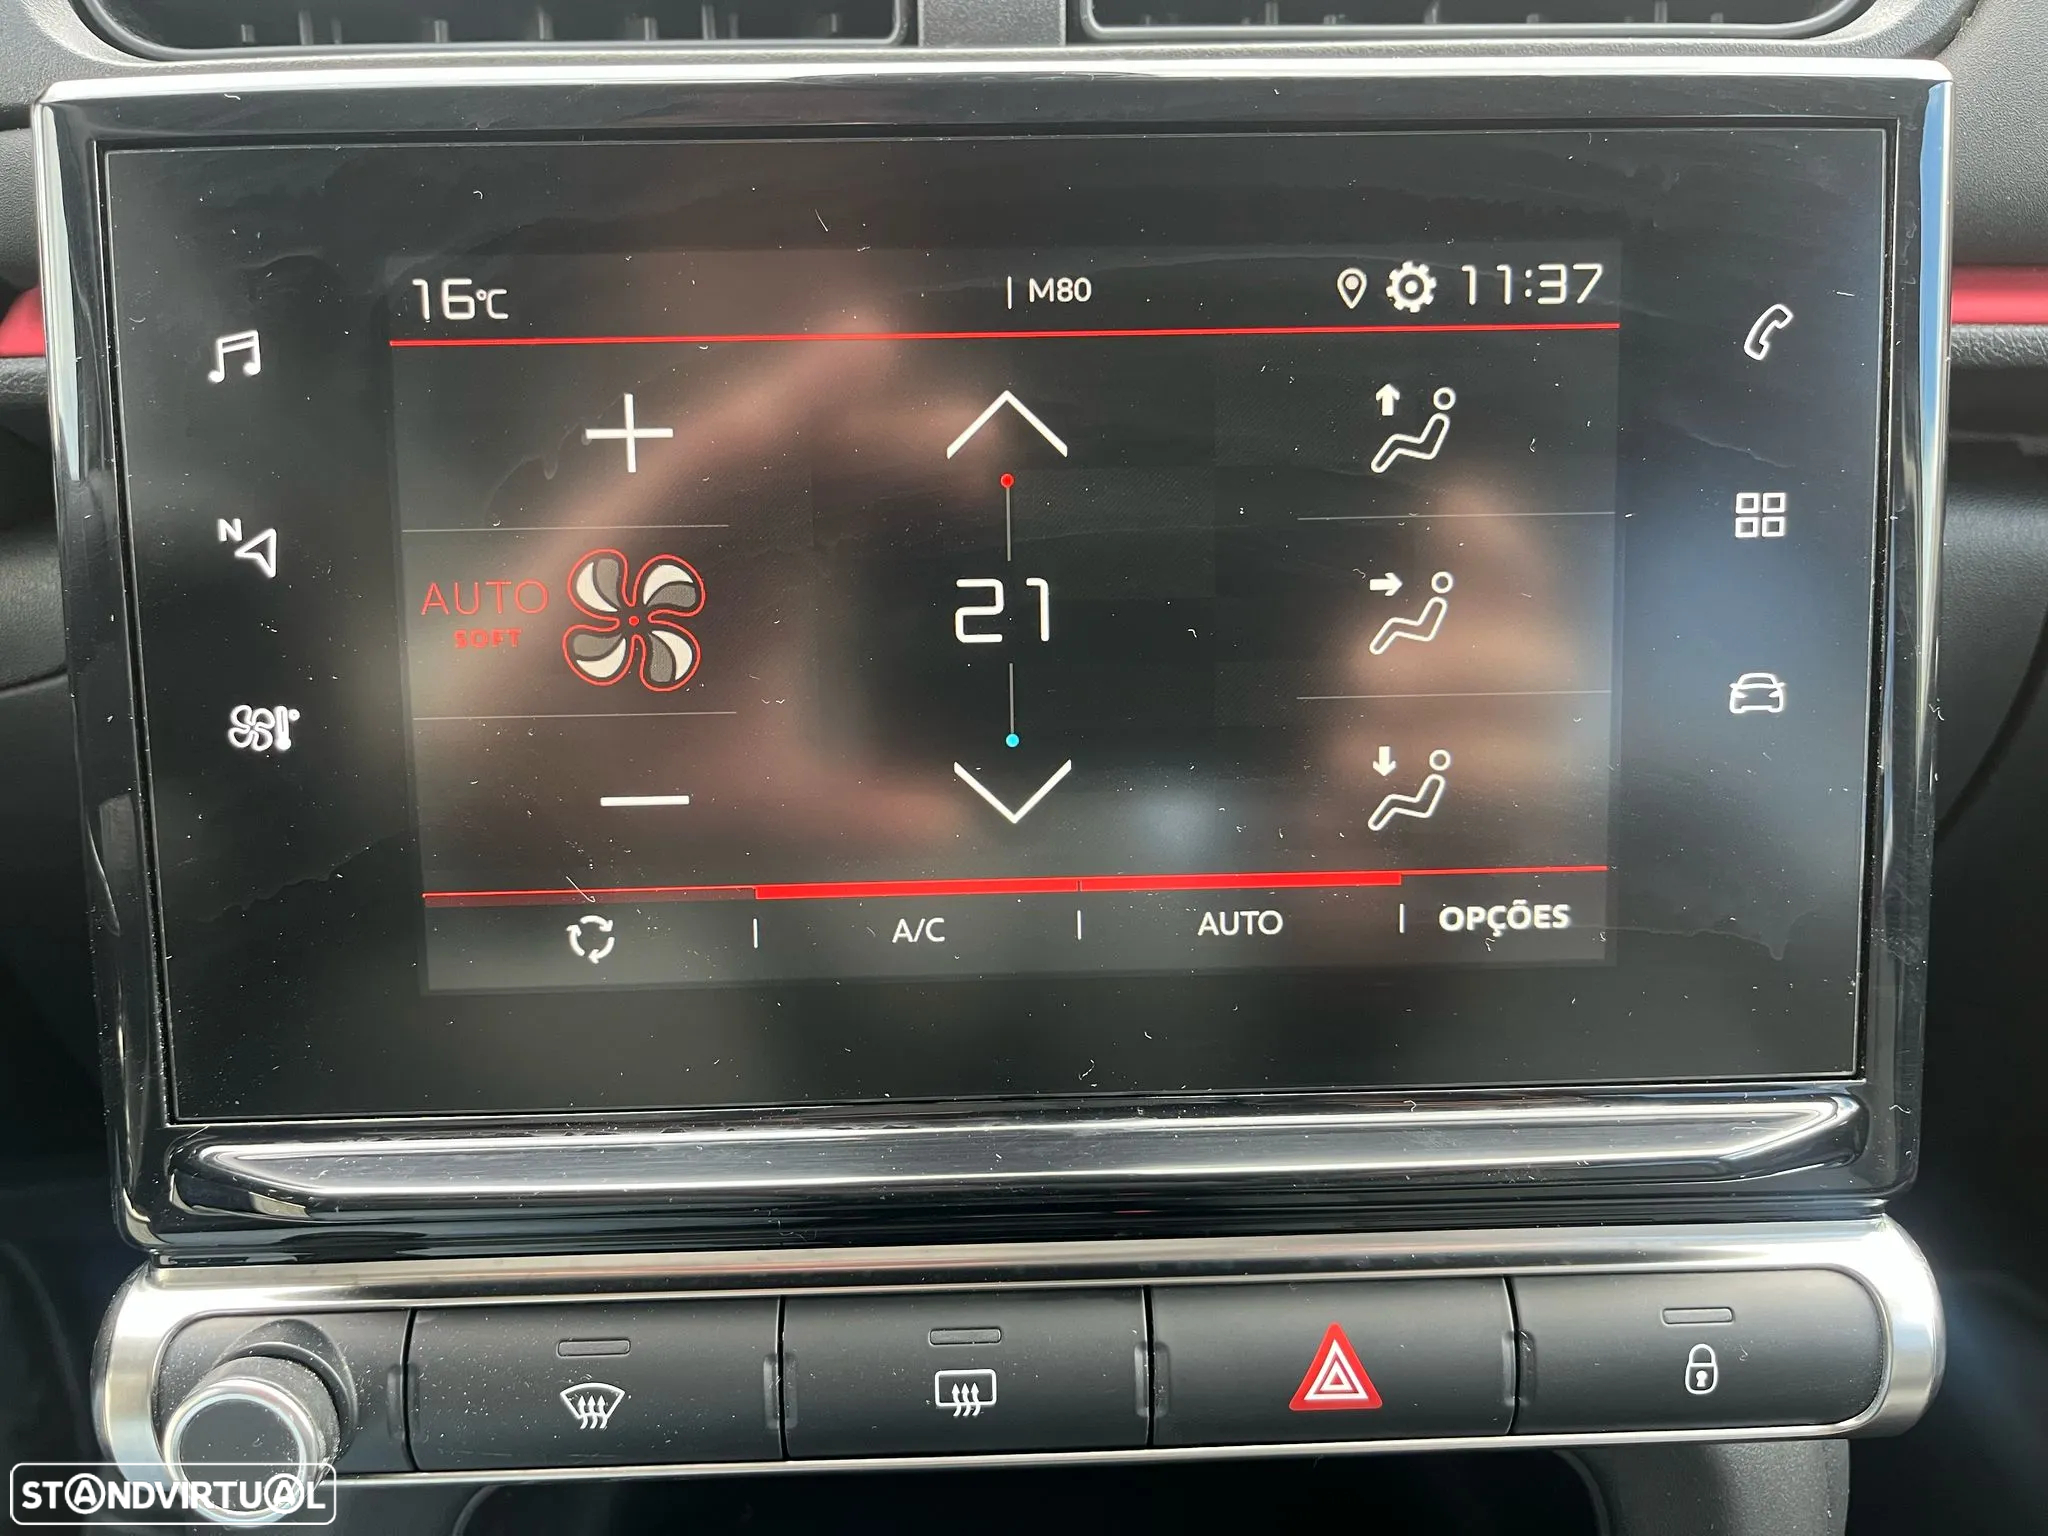 16°C
| M80
11:37
N
AUTO
SOFT
21
A/C
AUTO
OPÇÕES
STANDVIRTUAL